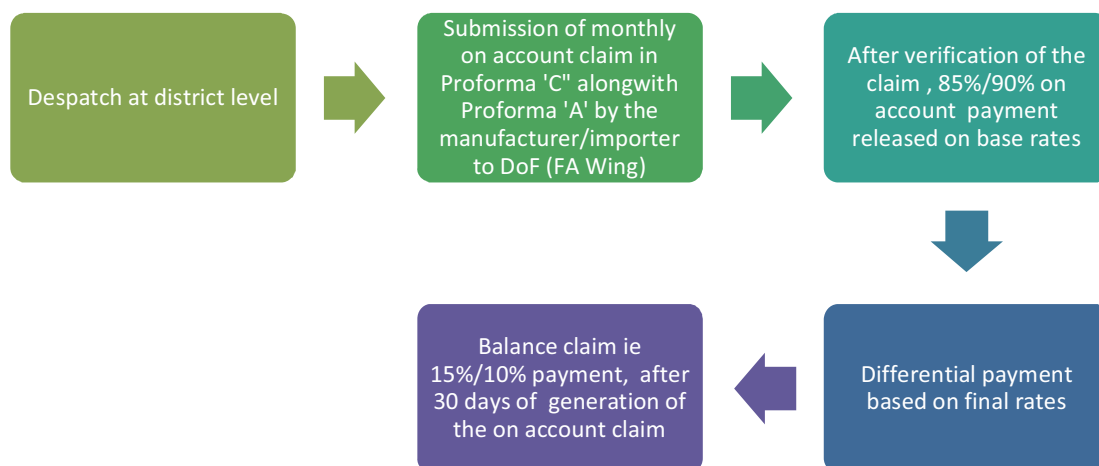 Despatch at district level
Submission of monthly
on account claim in
Proforma 'C" alongwith
Proforma 'A' by the
manufacturer/importer
to DoF (FA Wing)
After verification of the
claim , 85%/90% on
account payment
released on base rates
Differential payment
based on final rates
Balance claim ie
15%/10% payment, after
30 days of generation of
the on account claim